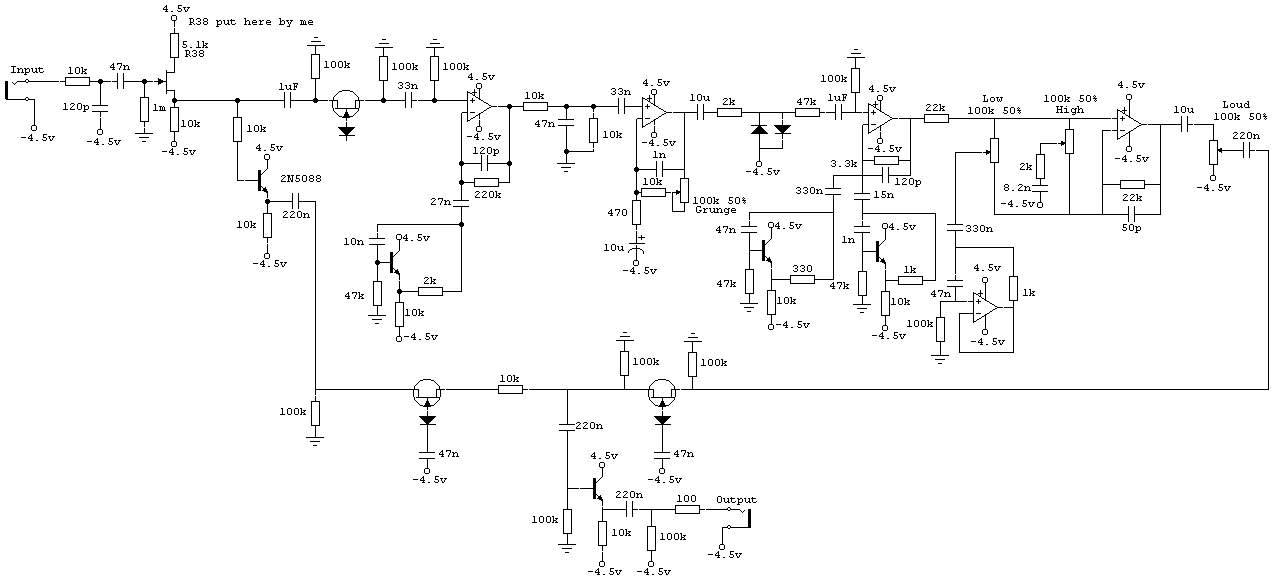 4.5v
R38 put here by me
5.1k
R38
Input
10k
47n
120p
-4.5v
-4.5v
1m
10k
-4.5v
1uF
100k
100k
100k
33n
4.5v
-4.5v
10k
47n
10k
33n
4.5v
-4.5v
10u
2k
47k
1uF
-4.5v
100k
4.5v
-4.5v
22k
Low
100k 50%
100k 50%
High
4.5v
-4.5v
10u
Loud
100k 50%
220n
-4.5v
10k
4.5v
2N5088
220n
10k
-4.5v
120p
220k
27n
10n
4.5v
47k
2k
10k
-4.5v
1n
10k
100k 50%
Grunge
470
10u
+
-4.5v
3.3k
120p
330n
15n
47n
4.5v
47k
330
10k
-4.5v
1n
4.5v
47k
1k
10k
-4.5v
2k
8.2n
-4.5v
22k
50p
330n
47n
4.5v
100k
1k
-4.5v
100k
47n
-4.5v
10k
100k
100k
47n
-4.5v
220n
4.5v
100k
10k
-4.5v
220n
100k
-4.5v
100
Output
-4.5v